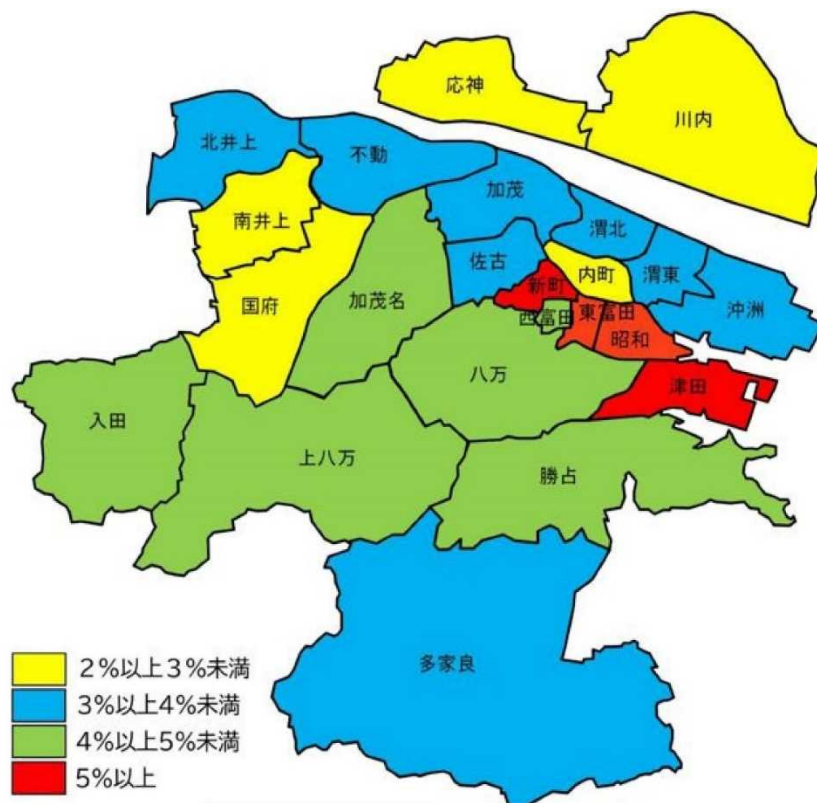 応神
川内
北井上
不動
加茂
南井上
渭北
佐古
内町
渭東
新町
国府
加茂名
沖洲
西富田
東富田
昭和
八万
津田
入田
上八万
勝占
多家良
２%以上３%未満
3%以上4%未満
4%以上5%未満
5%以上